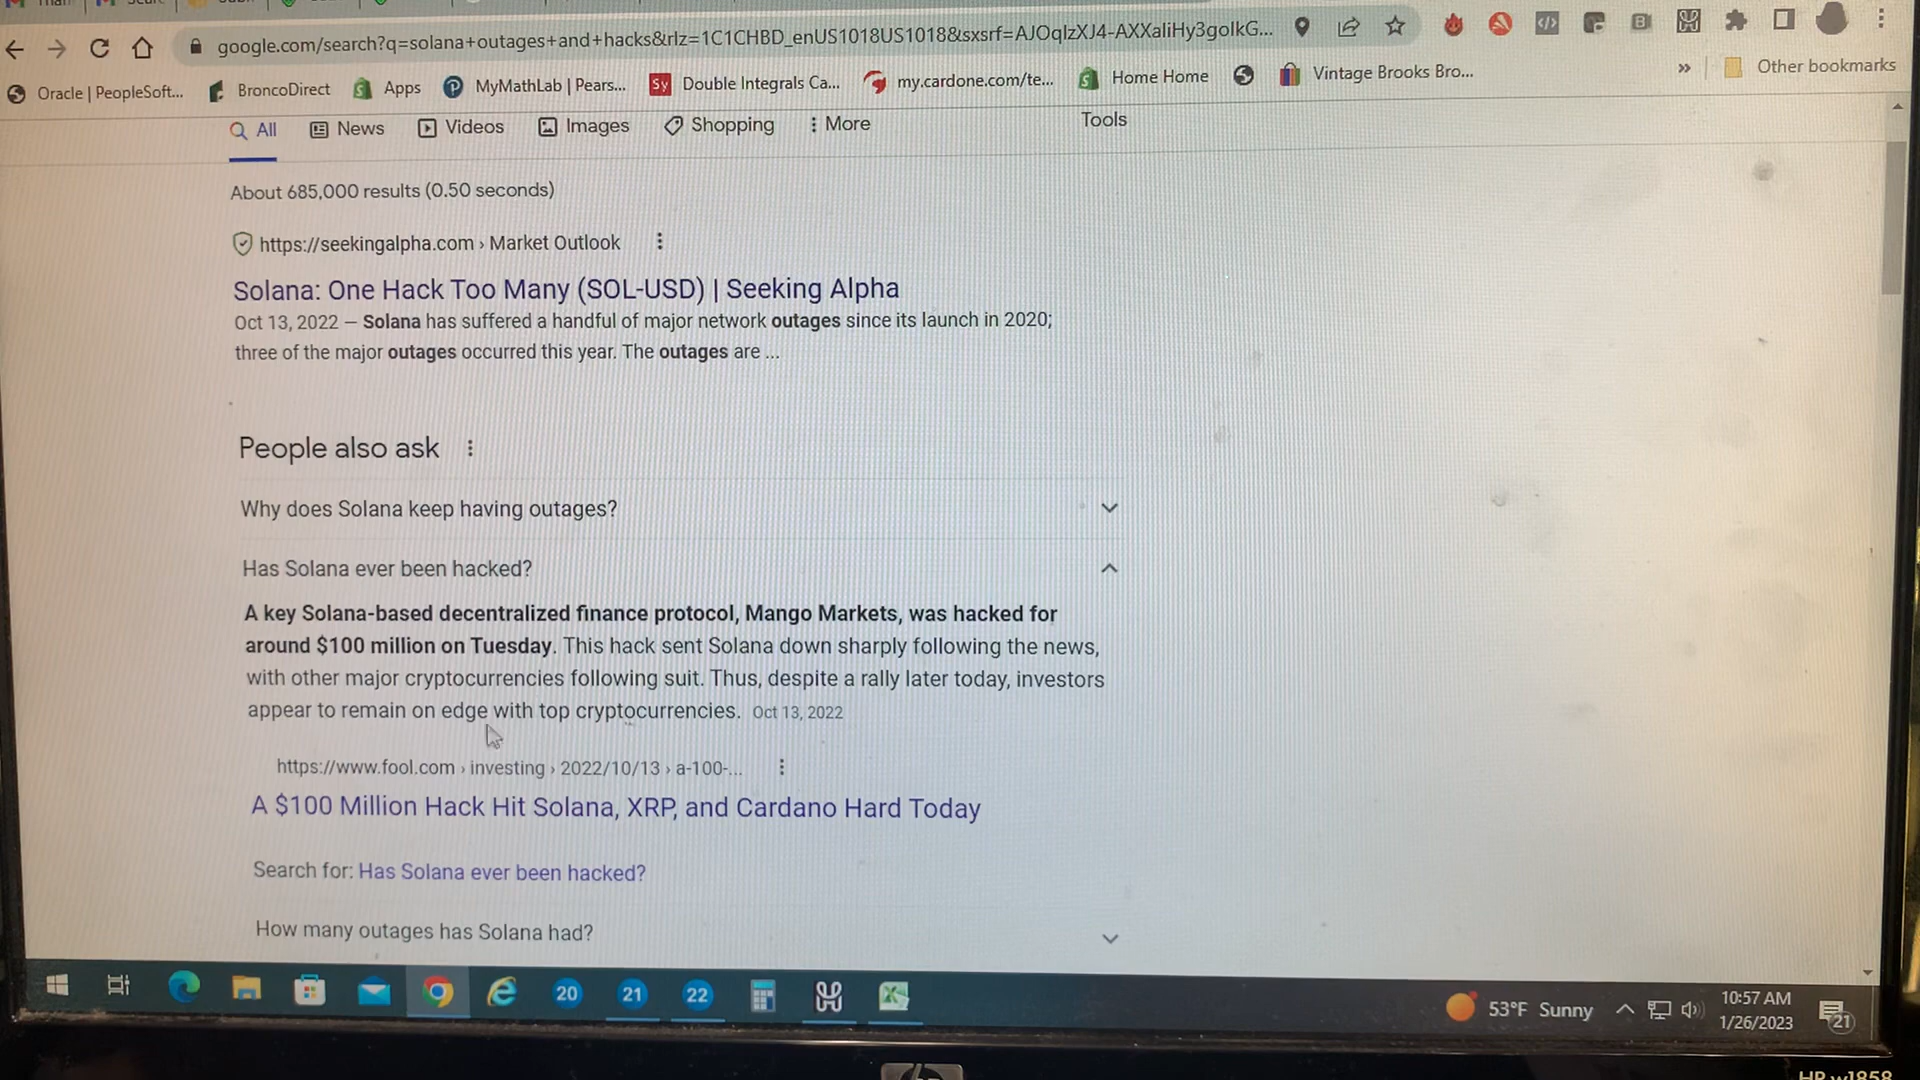 google.com/search?q=solana+outages+and+hacks&rlz=1C1CHBD_enUS1018US1018&sxsrf=AJOqlzXJ4-AXXaliHy3golkG...
Oracle | PeopleSoft... BroncoDirect Apps MyMathLab | Pears... Sy Double Integrals Ca... my.cardone.com/te... Home Home Vintage Brooks Bro... » Other bookmarks
All News Videos Images Shopping More Tools
About 685,000 results (0.50 seconds)
https://seekingalpha.com › Market Outlook
Solana: One Hack Too Many (SOL-USD) | Seeking Alpha
Oct 13, 2022 — Solana has suffered a handful of major network outages since its launch in 2020;
three of the major outages occurred this year. The outages are ...
People also ask
Why does Solana keep having outages?
Has Solana ever been hacked?
A key Solana-based decentralized finance protocol, Mango Markets, was hacked for
around $100 million on Tuesday. This hack sent Solana down sharply following the news,
with other major cryptocurrencies following suit. Thus, despite a rally later today, investors
appear to remain on edge with top cryptocurrencies. Oct 13, 2022
https://www.fool.com › investing › 2022/10/13 › a-100-...
A $100 Million Hack Hit Solana, XRP, and Cardano Hard Today
Search for: Has Solana ever been hacked?
How many outages has Solana had?
20 21 22 53°F Sunny 10:57 AM
1/26/2023 21
HP w1858